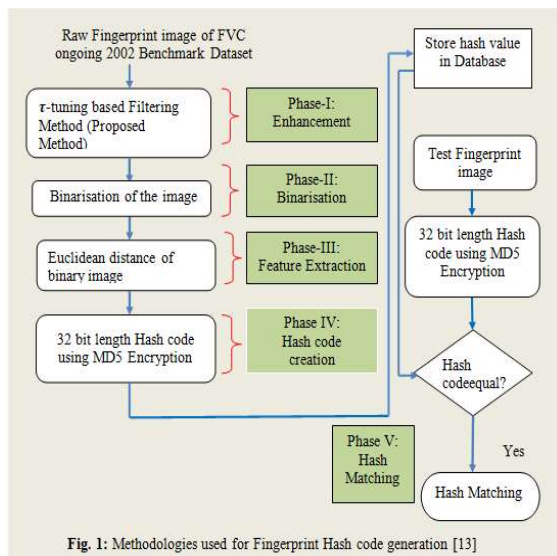 Raw Fingerprint image of FVC
ongoing 2002 Benchmark Dataset
τ-tuning based Filtering
Method (Proposed
Method)
Phase-I:
Enhancement
Binarisation of the image
Phase-II:
Binarisation
Euclidean distance of
binary image
Phase-III:
Feature Extraction
32 bit length Hash code
using MD5 Encryption
Phase IV:
Hash code
creation
Store hash value
in Database
Test Fingerprint
image
32 bit length Hash
code using MD5
Encryption
Hash
codeequal?
Phase V:
Hash
Matching
Yes
Hash Matching
Fig. 1: Methodologies used for Fingerprint Hash code generation [13]